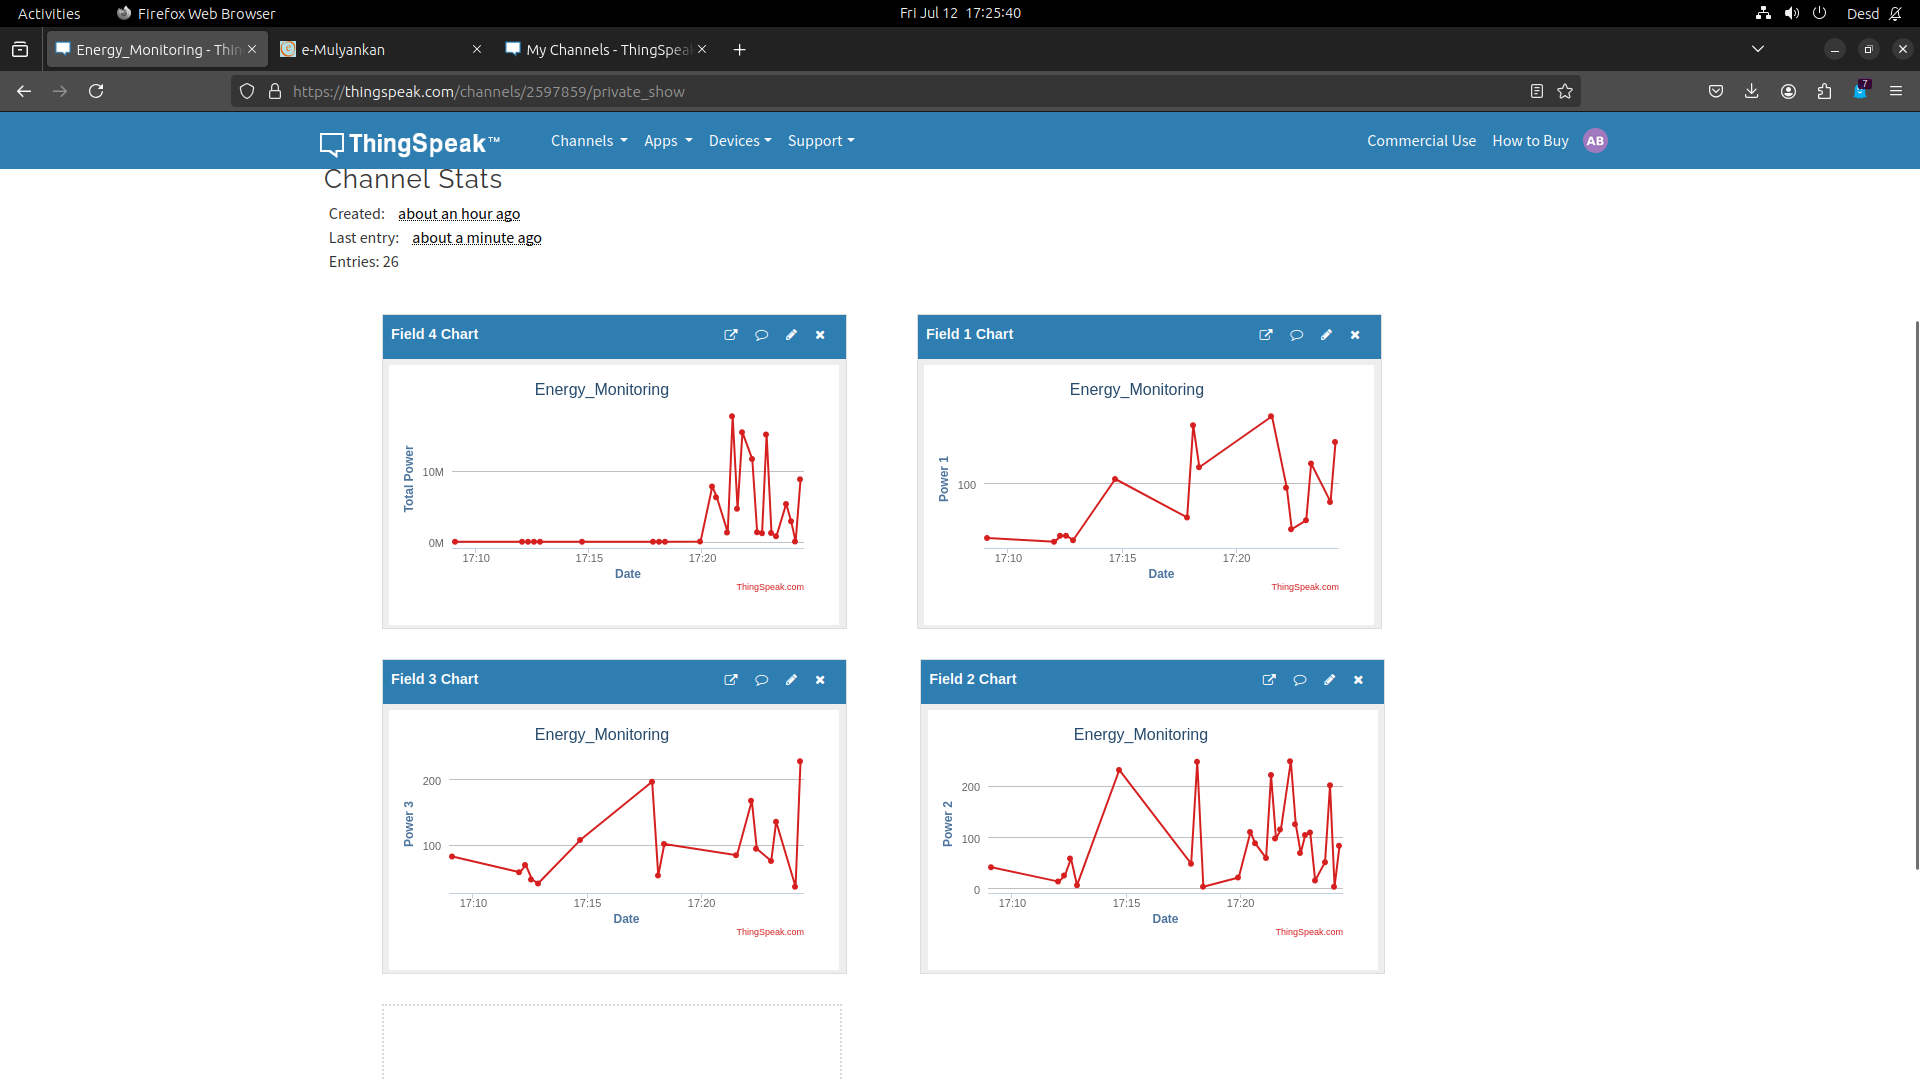 Activities Firefox Web Browser Fri Jul 12 17:25:40 Desd
Energy_Monitoring - Thin e-Mulyankan My Channels - ThingSpeak
https://thingspeak.com/channels/2597859/private_show 7
ThingSpeak™ Channels Apps Devices Support Commercial Use How to Buy AB
Channel Stats
Created: about an hour ago
Last entry: about a minute ago
Entries: 26
Field 4 Chart
Energy_Monitoring
Total Power
10M
0M
17:10 17:15 17:20
Date
ThingSpeak.com
Field 1 Chart
Energy_Monitoring
Power 1
100
17:10 17:15 17:20
Date
ThingSpeak.com
Field 3 Chart
Energy_Monitoring
Power 3
200
100
17:10 17:15 17:20
Date
ThingSpeak.com
Field 2 Chart
Energy_Monitoring
Power 2
200
100
0
17:10 17:15 17:20
Date
ThingSpeak.com